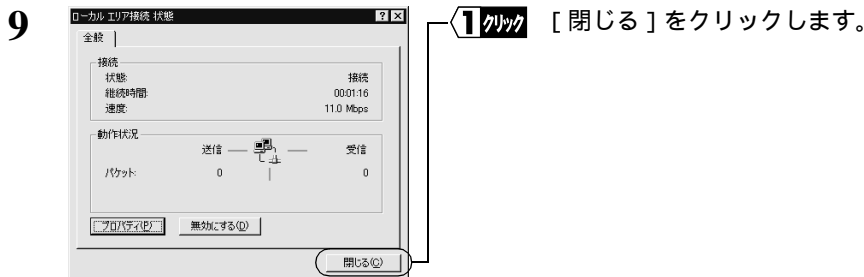 9
ローカル エリア接続 状態
全般
接続
状態: 接続
継続時間: 00:01:16
速度: 11.0 Mbps
動作状況
送信 受信
パケット: 0 0
プロパティ(P) 無効にする(D)
閉じる(C)
1 クリック [ 閉じる ] をクリックします。